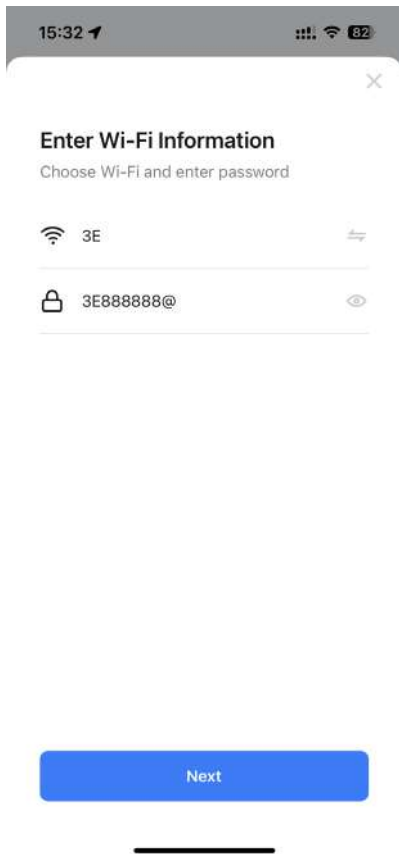 15:32
82
Enter Wi-Fi Information
Choose Wi-Fi and enter password
3E
3E888888@
Next